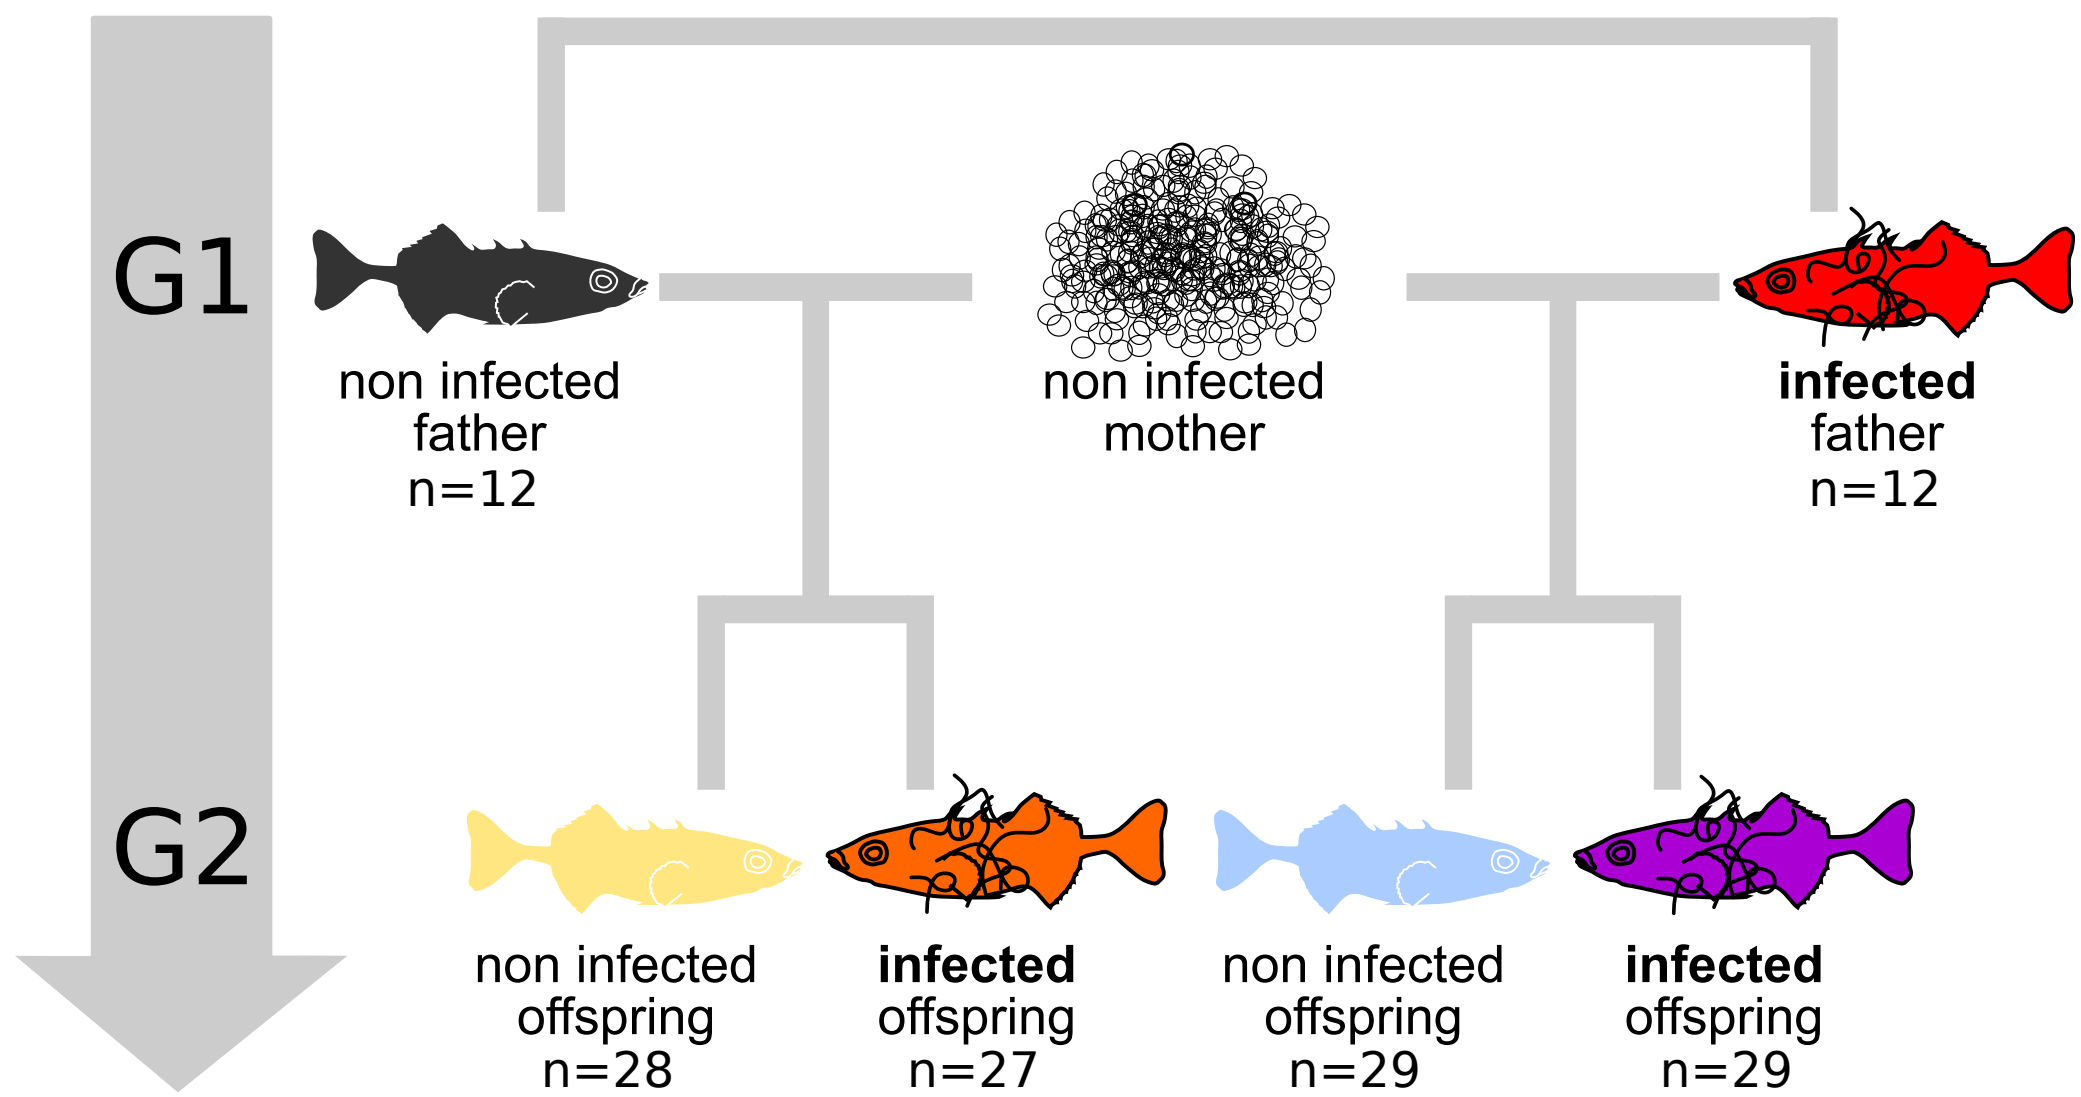 G1
non infected
father
n=12
non infected
mother
infected
father
n=12
G2
non infected
offspring
n=28
infected
offspring
n=27
non infected
offspring
n=29
infected
offspring
n=29